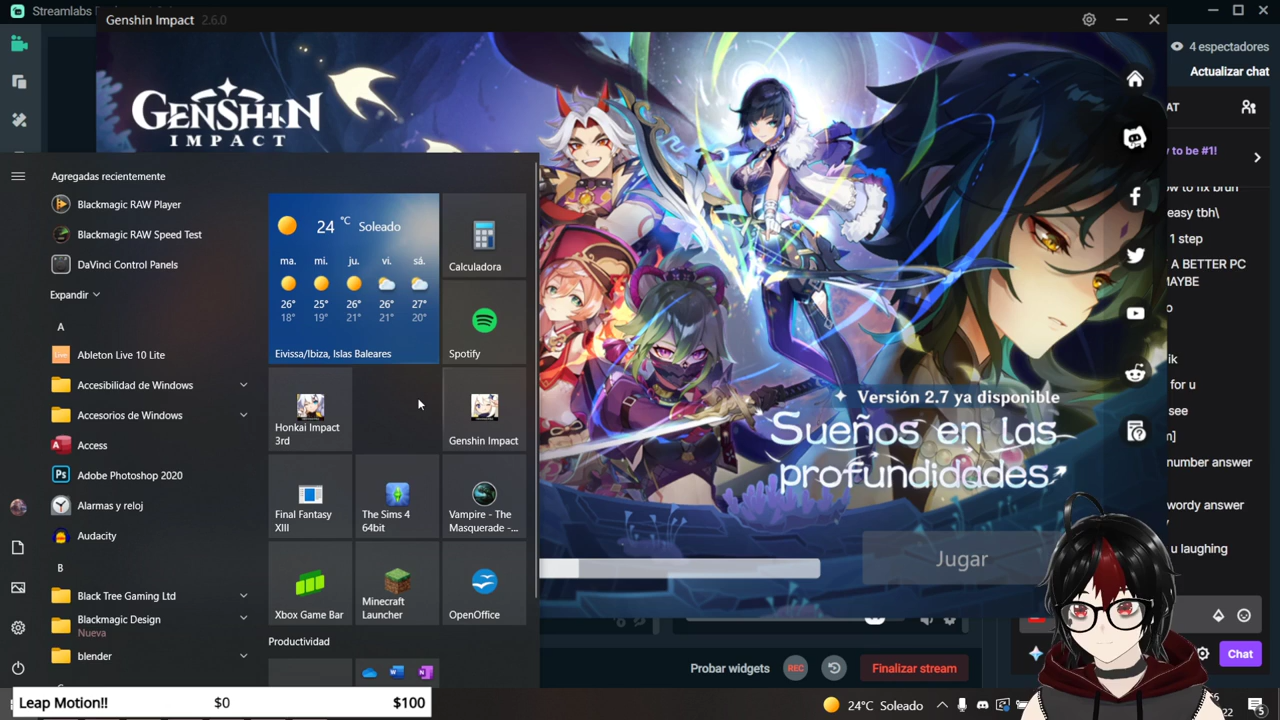 Streamlabs
Genshin Impact 2.6.0
4 espectadores
Actualizar chat
GENSHIN
IMPACT
AT
y to be #1!
Agregadas recientemente
Blackmagic RAW Player
Blackmagic RAW Speed Test
DaVinci Control Panels
Expandir
A
Ableton Live 10 Lite
Accesibilidad de Windows
Accesorios de Windows
Access
Adobe Photoshop 2020
Alarmas y reloj
Audacity
B
Black Tree Gaming Ltd
Blackmagic Design
Nueva
blender
24 °C Soleado
ma. mi. ju. vi. sá.
26° 25° 26° 26° 27°
18° 19° 21° 21° 20°
Eivissa/Ibiza, Islas Baleares
Calculadora
Spotify
Honkai Impact
3rd
Genshin Impact
Final Fantasy
XIII
The Sims 4
64bit
Vampire - The
Masquerade -...
Xbox Game Bar
Minecraft
Launcher
OpenOffice
Productividad
Live
Ps
Versión 2.7 ya disponible
Sueños en las
profundidades
Jugar
ow to fix bruh
easy tbh\
1 step
A BETTER PC
MAYBE
o
ik
for u
see
m]
number answer
wordy answer
u laughing
Chat
Probar widgets
REC
Finalizar stream
Leap Motion!! $0 $100
24°C Soleado
22
5